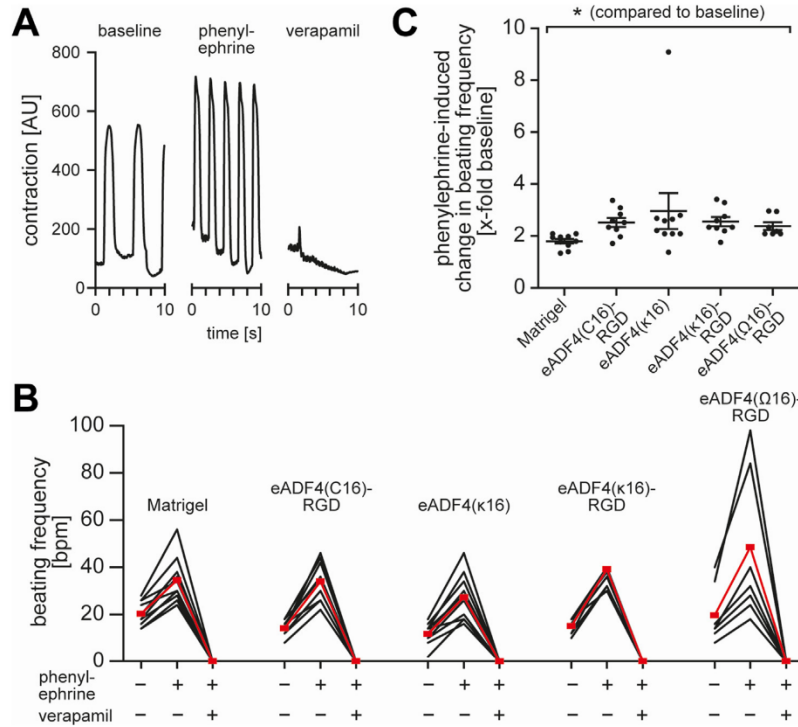 A
baseline
phenyl-
ephrine
verapamil
contraction [AU]
800
600
400
200
0
0 10 0 10 0 10
time [s]
C
* (compared to baseline)
phenylephrine-induced
change in beating frequency
[x-fold baseline]
10
8
6
4
2
0
Matrigel
eADF4(C16)-
RGD
eADF4(κ16)
eADF4(κ16)-
RGD
eADF4(Ω16)-
RGD
B
beating frequency
[bpm]
100
80
60
40
20
0
Matrigel
eADF4(C16)-
RGD
eADF4(κ16)
eADF4(κ16)-
RGD
eADF4(Ω16)-
RGD
phenyl-
ephrine
− + + − + + − + + − + + − + +
verapamil
− + − + − + − + − +